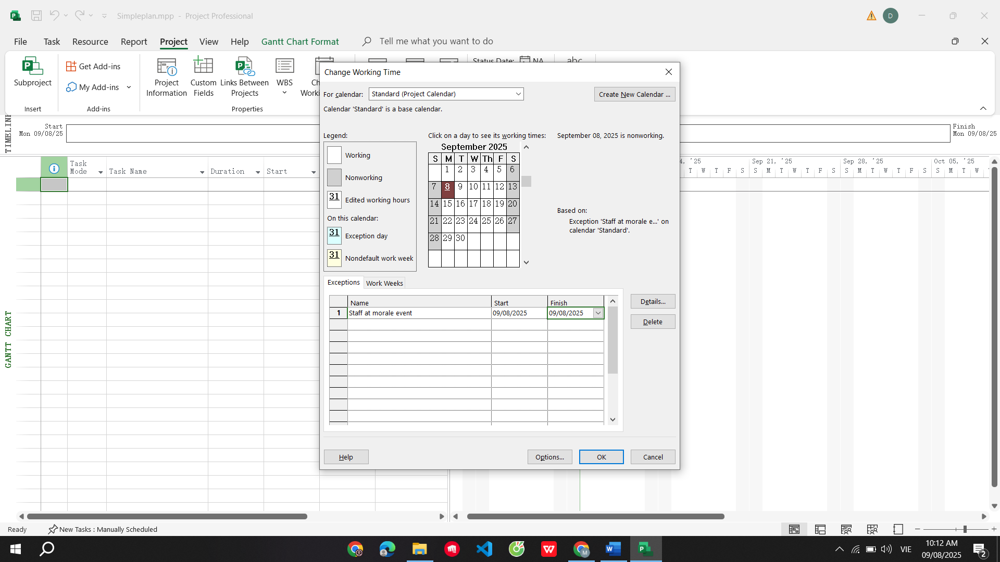 Simpleplan.mpp - Project Professional
D
File Task Resource Report Project View Help Gantt Chart Format Tell me what you want to do
Subproject
Get Add-ins
My Add-ins
Project Information
Custom Fields
Links Between Projects
WBS
Insert
Add-ins
Properties
Status Date: NA
abc
Change Working Time
For calendar: Standard (Project Calendar)
Create New Calendar ...
Calendar 'Standard' is a base calendar.
Legend:
Working
Nonworking
31 Edited working hours
On this calendar:
31 Exception day
31 Nondefault work week
Click on a day to see its working times:
September 2025
S M T W Th F S
1 2 3 4 5 6
7 8 9 10 11 12 13
14 15 16 17 18 19 20
21 22 23 24 25 26 27
28 29 30
September 08, 2025 is nonworking.
Based on:
Exception 'Staff at morale e...' on
calendar 'Standard'.
Exceptions Work Weeks
Name Start Finish
1 Staff at morale event 09/08/2025 09/08/2025
Details...
Delete
Help Options... OK Cancel
TIMELINE
Start
Mon 09/08/25
Finish
Mon 09/08/25
Task Mode
Task Name
Duration
Start
'25 Sep 21, '25 Sep 28, '25 Oct 05, '25
T W T F S S M T W T F S S M T W T F S S M T W
GANTT CHART
Ready New Tasks : Manually Scheduled
VIE
10:12 AM
09/08/2025
2